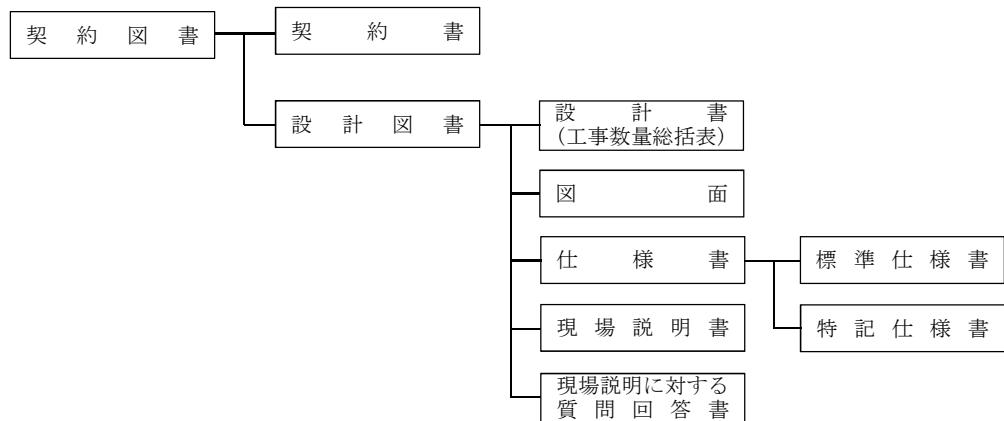 契約図書
契約書
設計図書
設計書
（工事数量総括表）
図面
仕様書
標準仕様書
特記仕様書
現場説明書
現場説明に対する
質問回答書